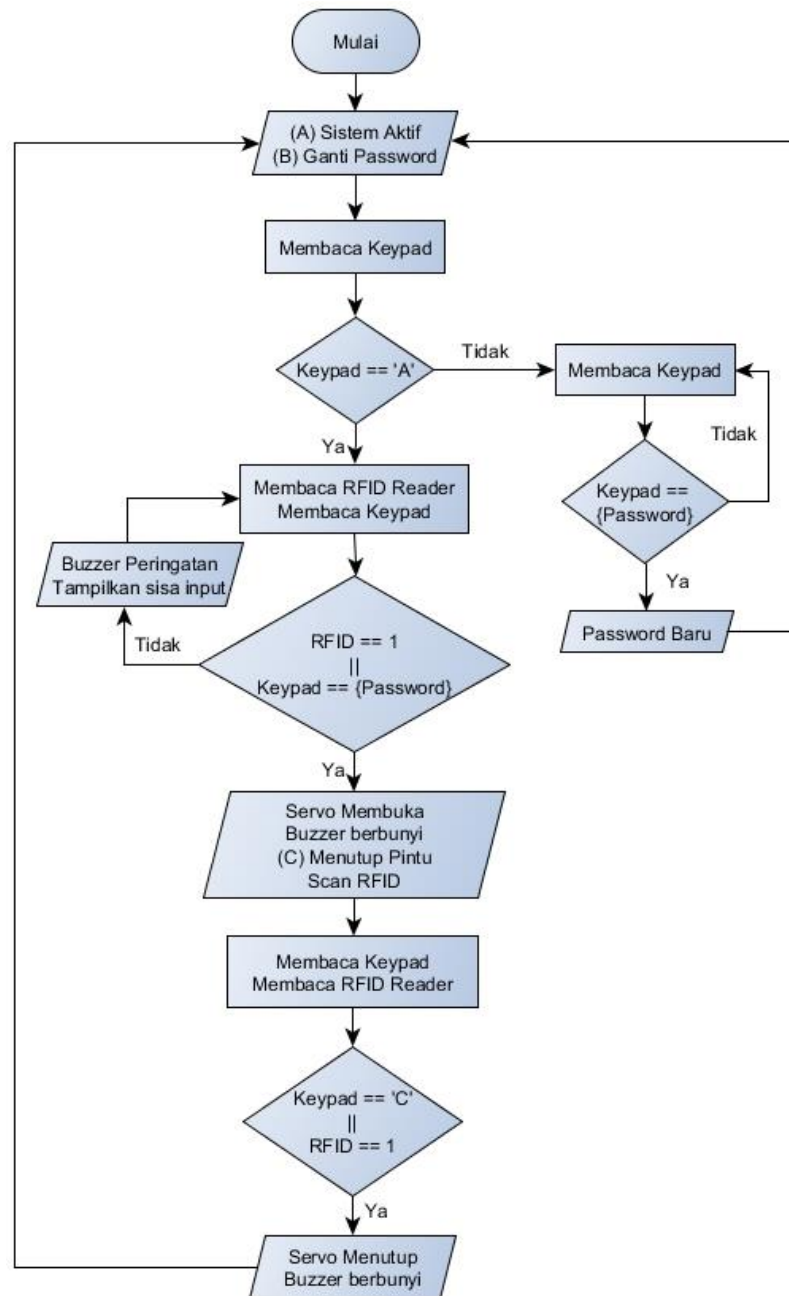 Mulai
(A) Sistem Aktif
(B) Ganti Password
Membaca Keypad
Keypad == 'A'
Tidak
Membaca Keypad
Tidak
Keypad ==
{Password}
Ya
Password Baru
Ya
Membaca RFID Reader
Membaca Keypad
Buzzer Peringatan
Tampilkan sisa input
Tidak
RFID == 1
||
Keypad == {Password}
Ya
Servo Membuka
Buzzer berbunyi
(C) Menutup Pintu
Scan RFID
Membaca Keypad
Membaca RFID Reader
Keypad == 'C'
||
RFID == 1
Ya
Servo Menutup
Buzzer berbunyi